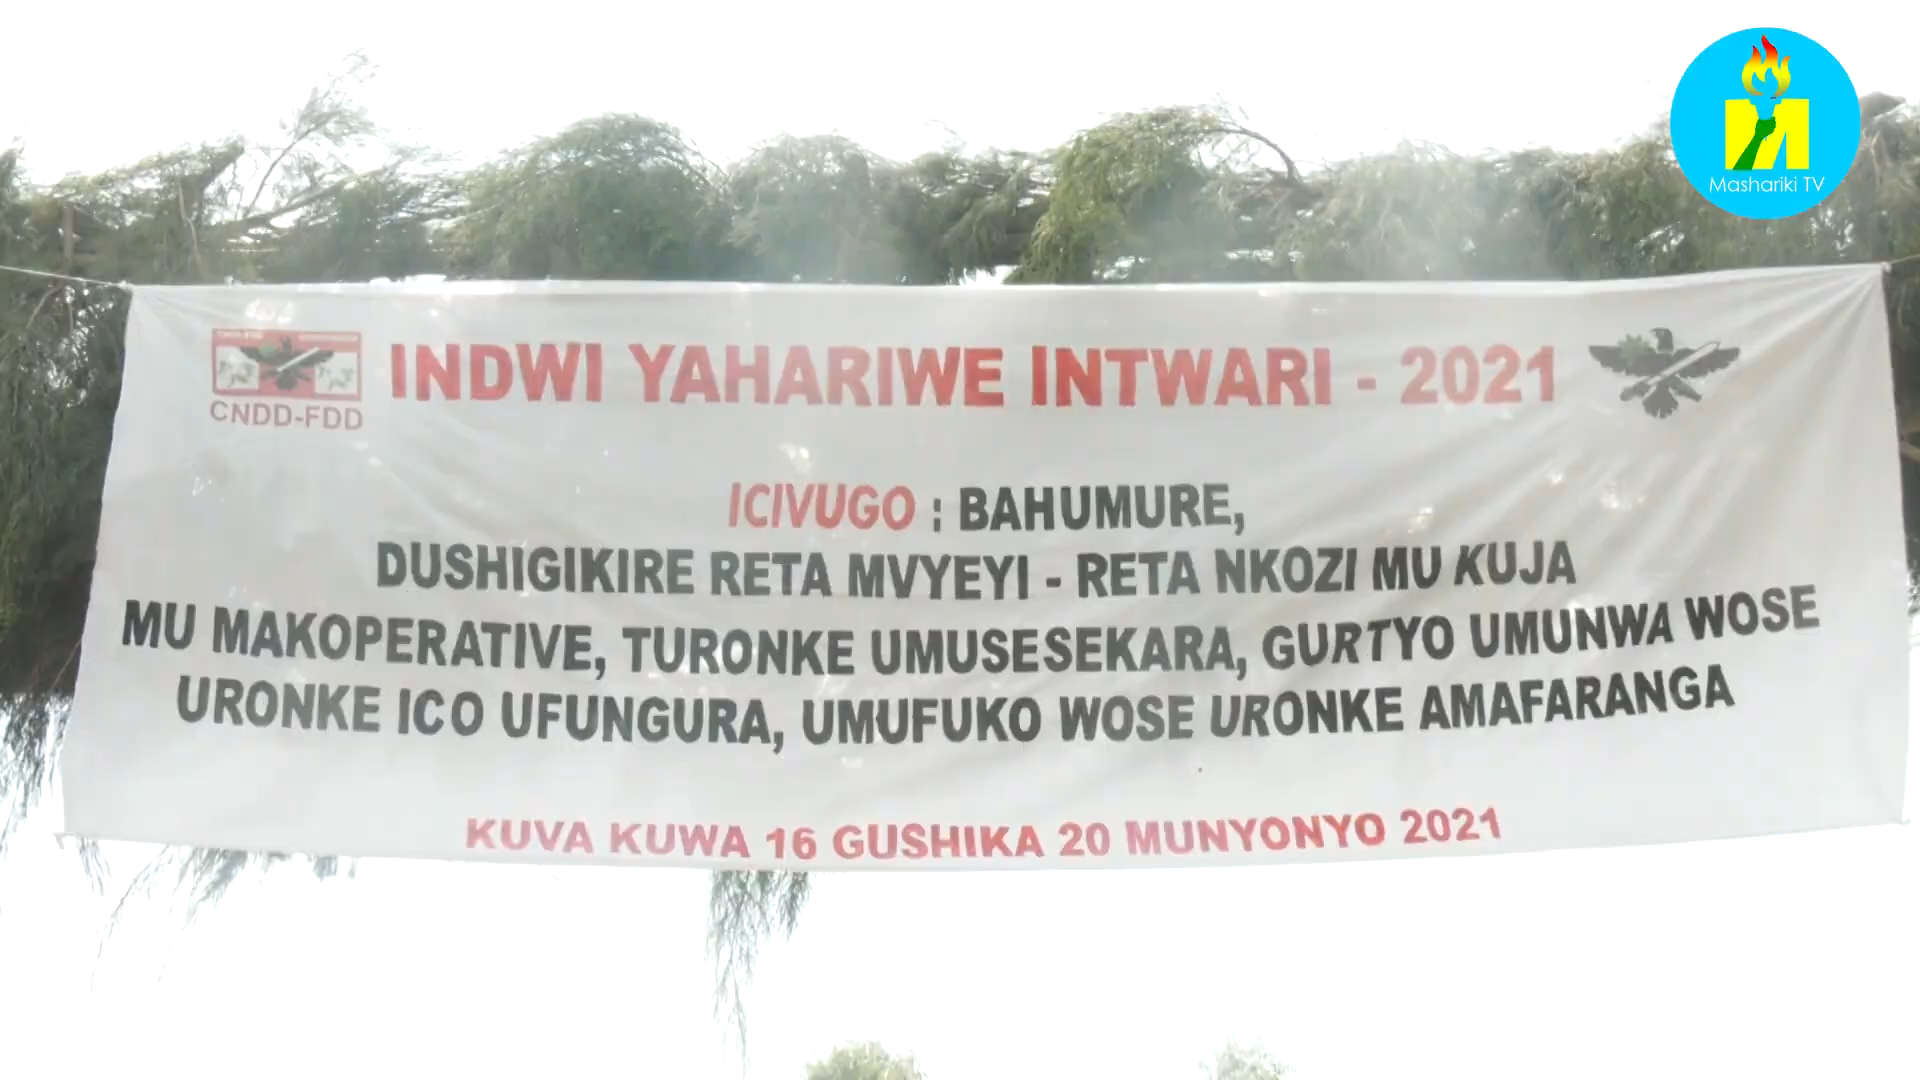 Mashariki TV
INDWI YAHARIWE INTWARI - 2021
CNDD-FDD
ICIVUGO : BAHUMURE,
DUSHIGIKIRE RETA MVYEYI - RETA NKOZI MU KUJA
MU MAKOPERATIVE, TURONKE UMUSESEKARA, GURTYO UMUNWA WOSE
URONKE ICO UFUNGURA, UMUFUKO WOSE URONKE AMAFARANGA
KUVA KUWA 16 GUSHIKA 20 MUNYONYO 2021